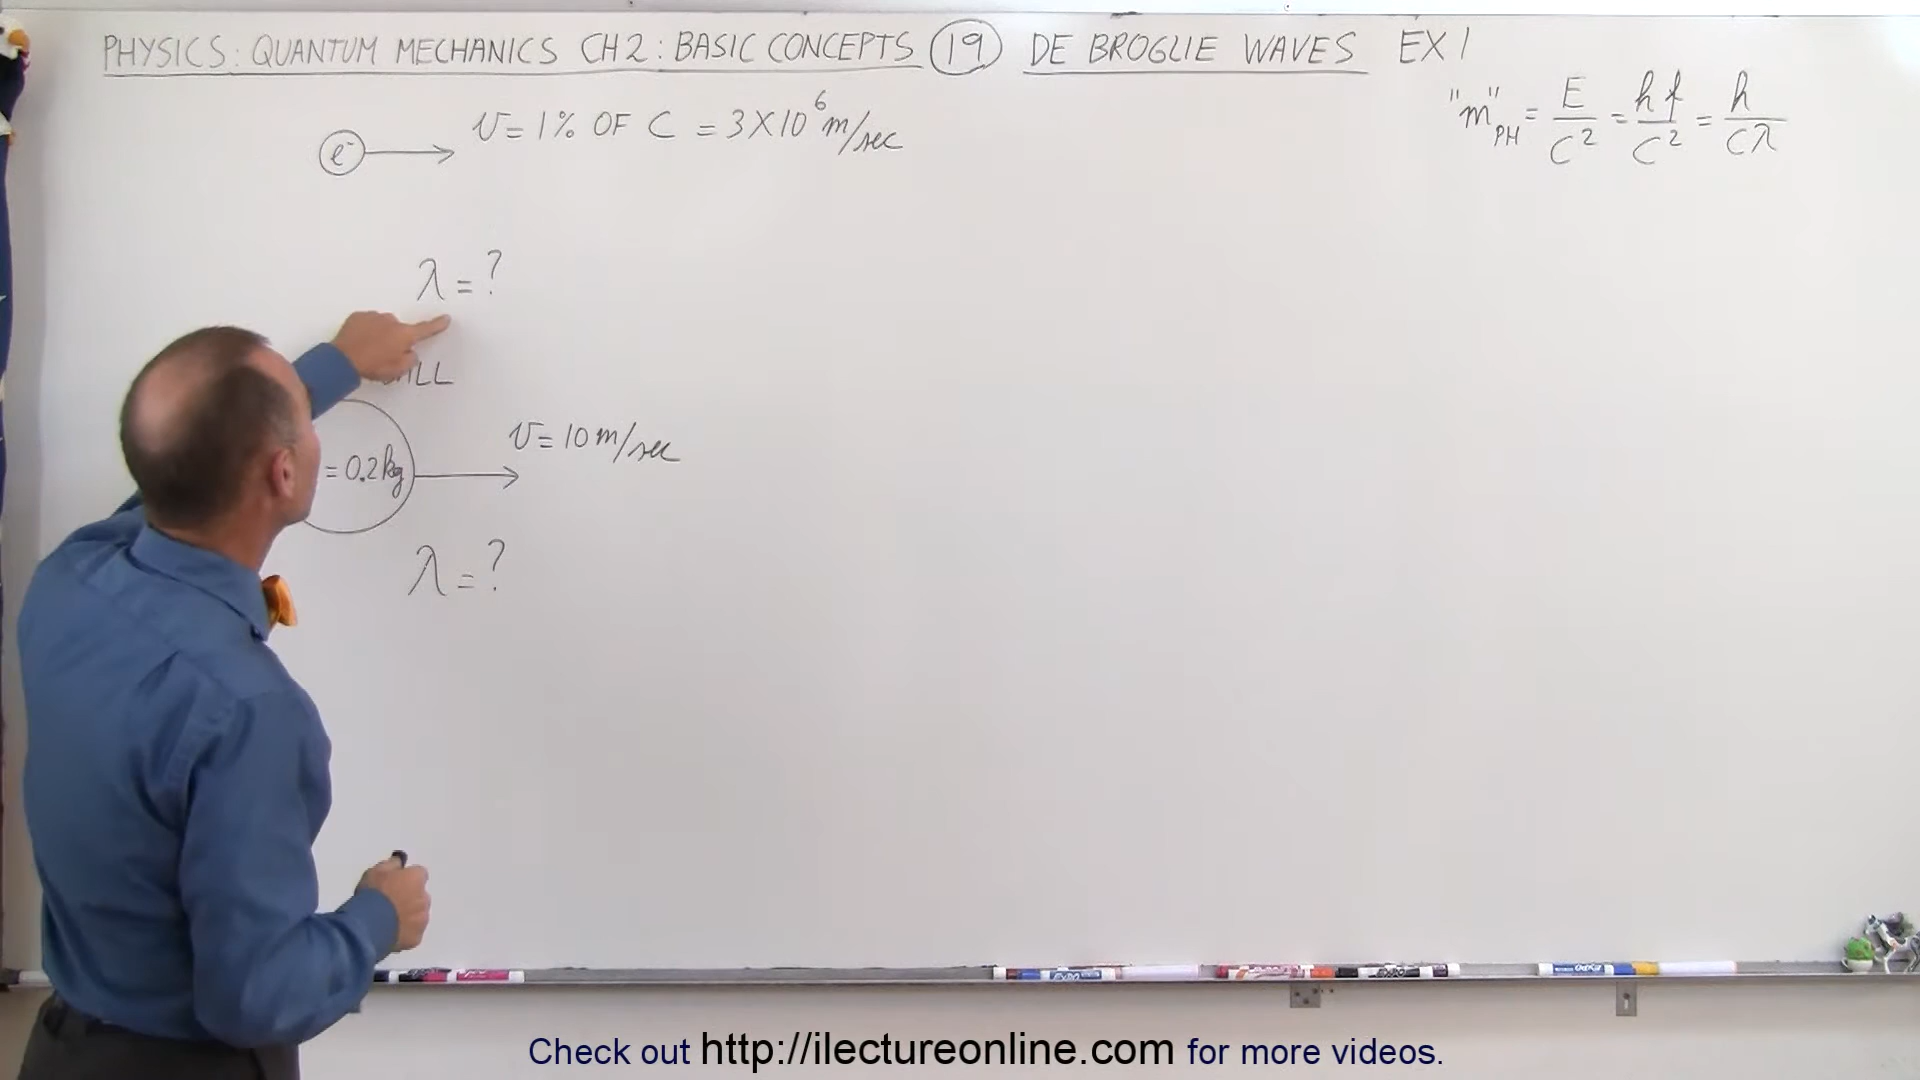 PHYSICS: QUANTUM MECHANICS CH2: BASIC CONCEPTS 19 DE BROGLIE WAVES EX 1
"m"PH = E/C² = hf/C² = h/Cλ
e⁻ v = 1% OF C = 3X10⁶ m/sec
λ = ?
= 0.2 kg v = 10 m/sec
λ = ?
Check out http://ilectureonline.com for more videos.